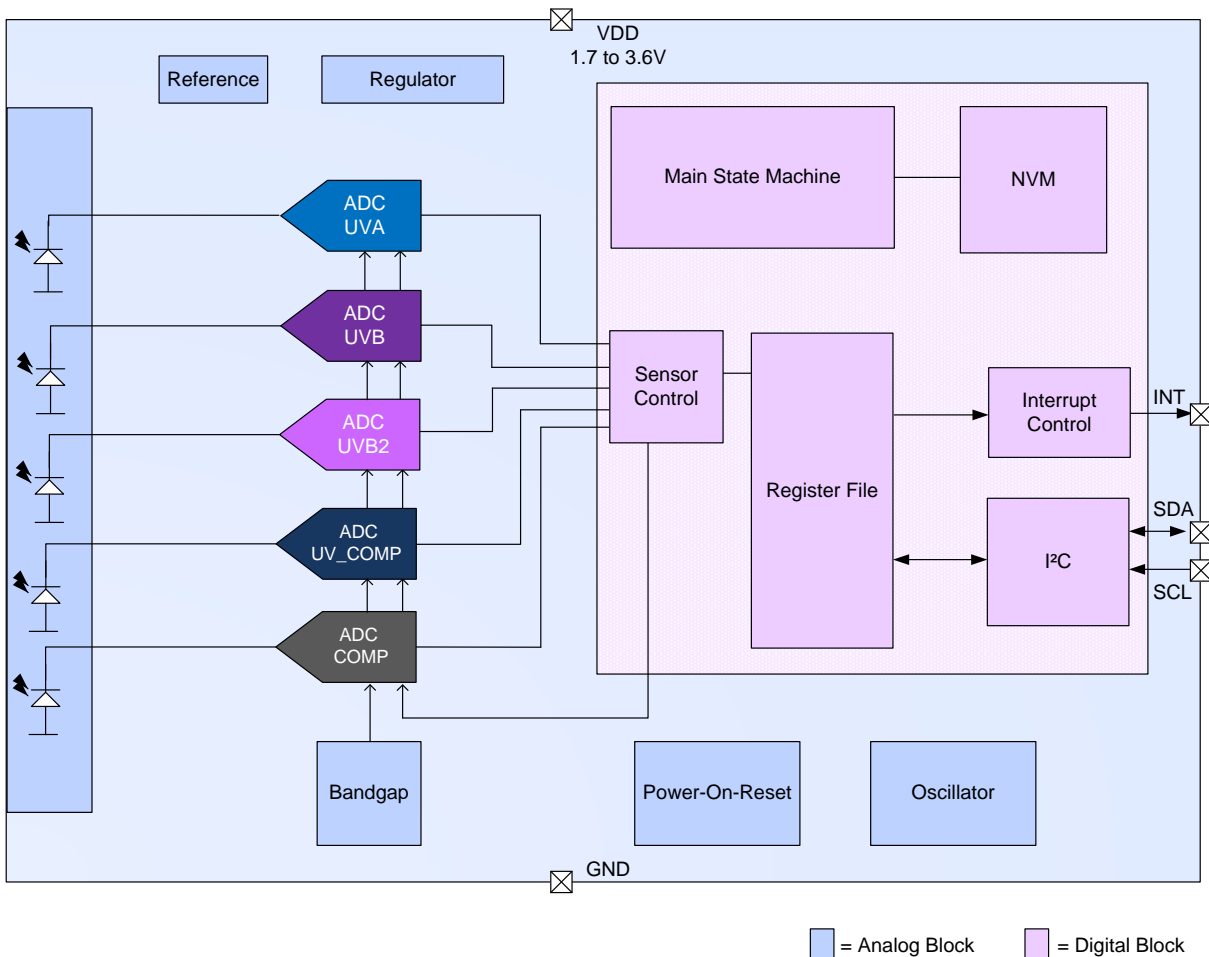 VDD
1.7 to 3.6V
Reference
Regulator
Main State Machine
NVM
ADC
UVA
ADC
UVB
ADC
UVB2
ADC
UV_COMP
ADC
COMP
Sensor
Control
Register File
Interrupt
Control
INT
I²C
SDA
SCL
Bandgap
Power-On-Reset
Oscillator
GND
= Analog Block
= Digital Block